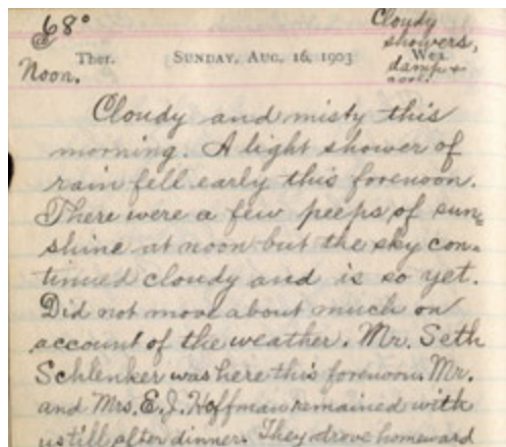 68° @ Noon.
Ther.
SUNDAY, AUG. 16, 1903
Wea.
Cloudy
showers,
damp &
cool.
Cloudy and misty this
morning. A light shower of
rain fell early this forenoon.
There were a few peeps of sun=
shine at noon but the sky con=
tinued cloudy and is so yet.
Did not move about much on
account of the weather. Mr. Seth
Schlenker was here this forenoon. Mr.
and Mrs. E. J. Hoffman remained with
us till after dinner. They drove homeward